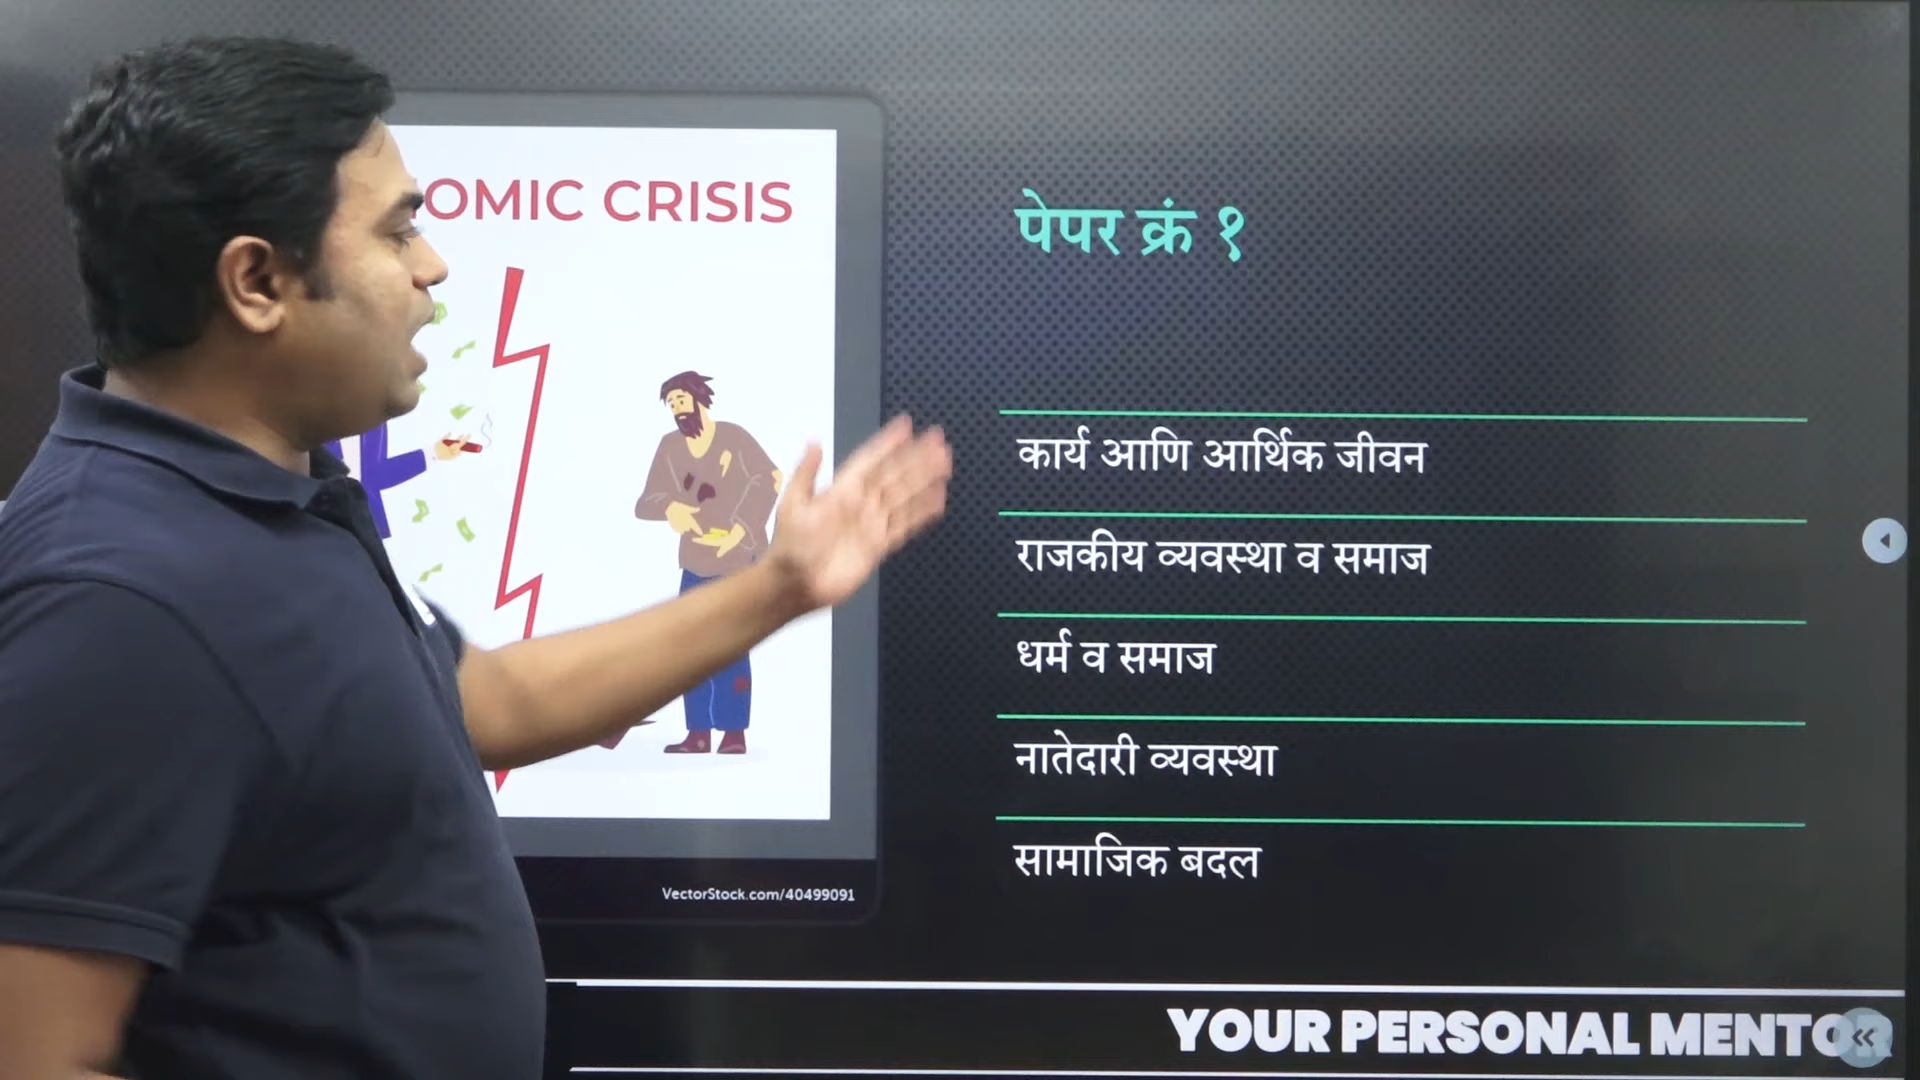 OMIC CRISIS
पेपर क्रं १
कार्य आणि आर्थिक जीवन
राजकीय व्यवस्था व समाज
धर्म व समाज
नातेदारी व्यवस्था
सामाजिक बदल
VectorStock.com/40499091
YOUR PERSONAL MENTOR